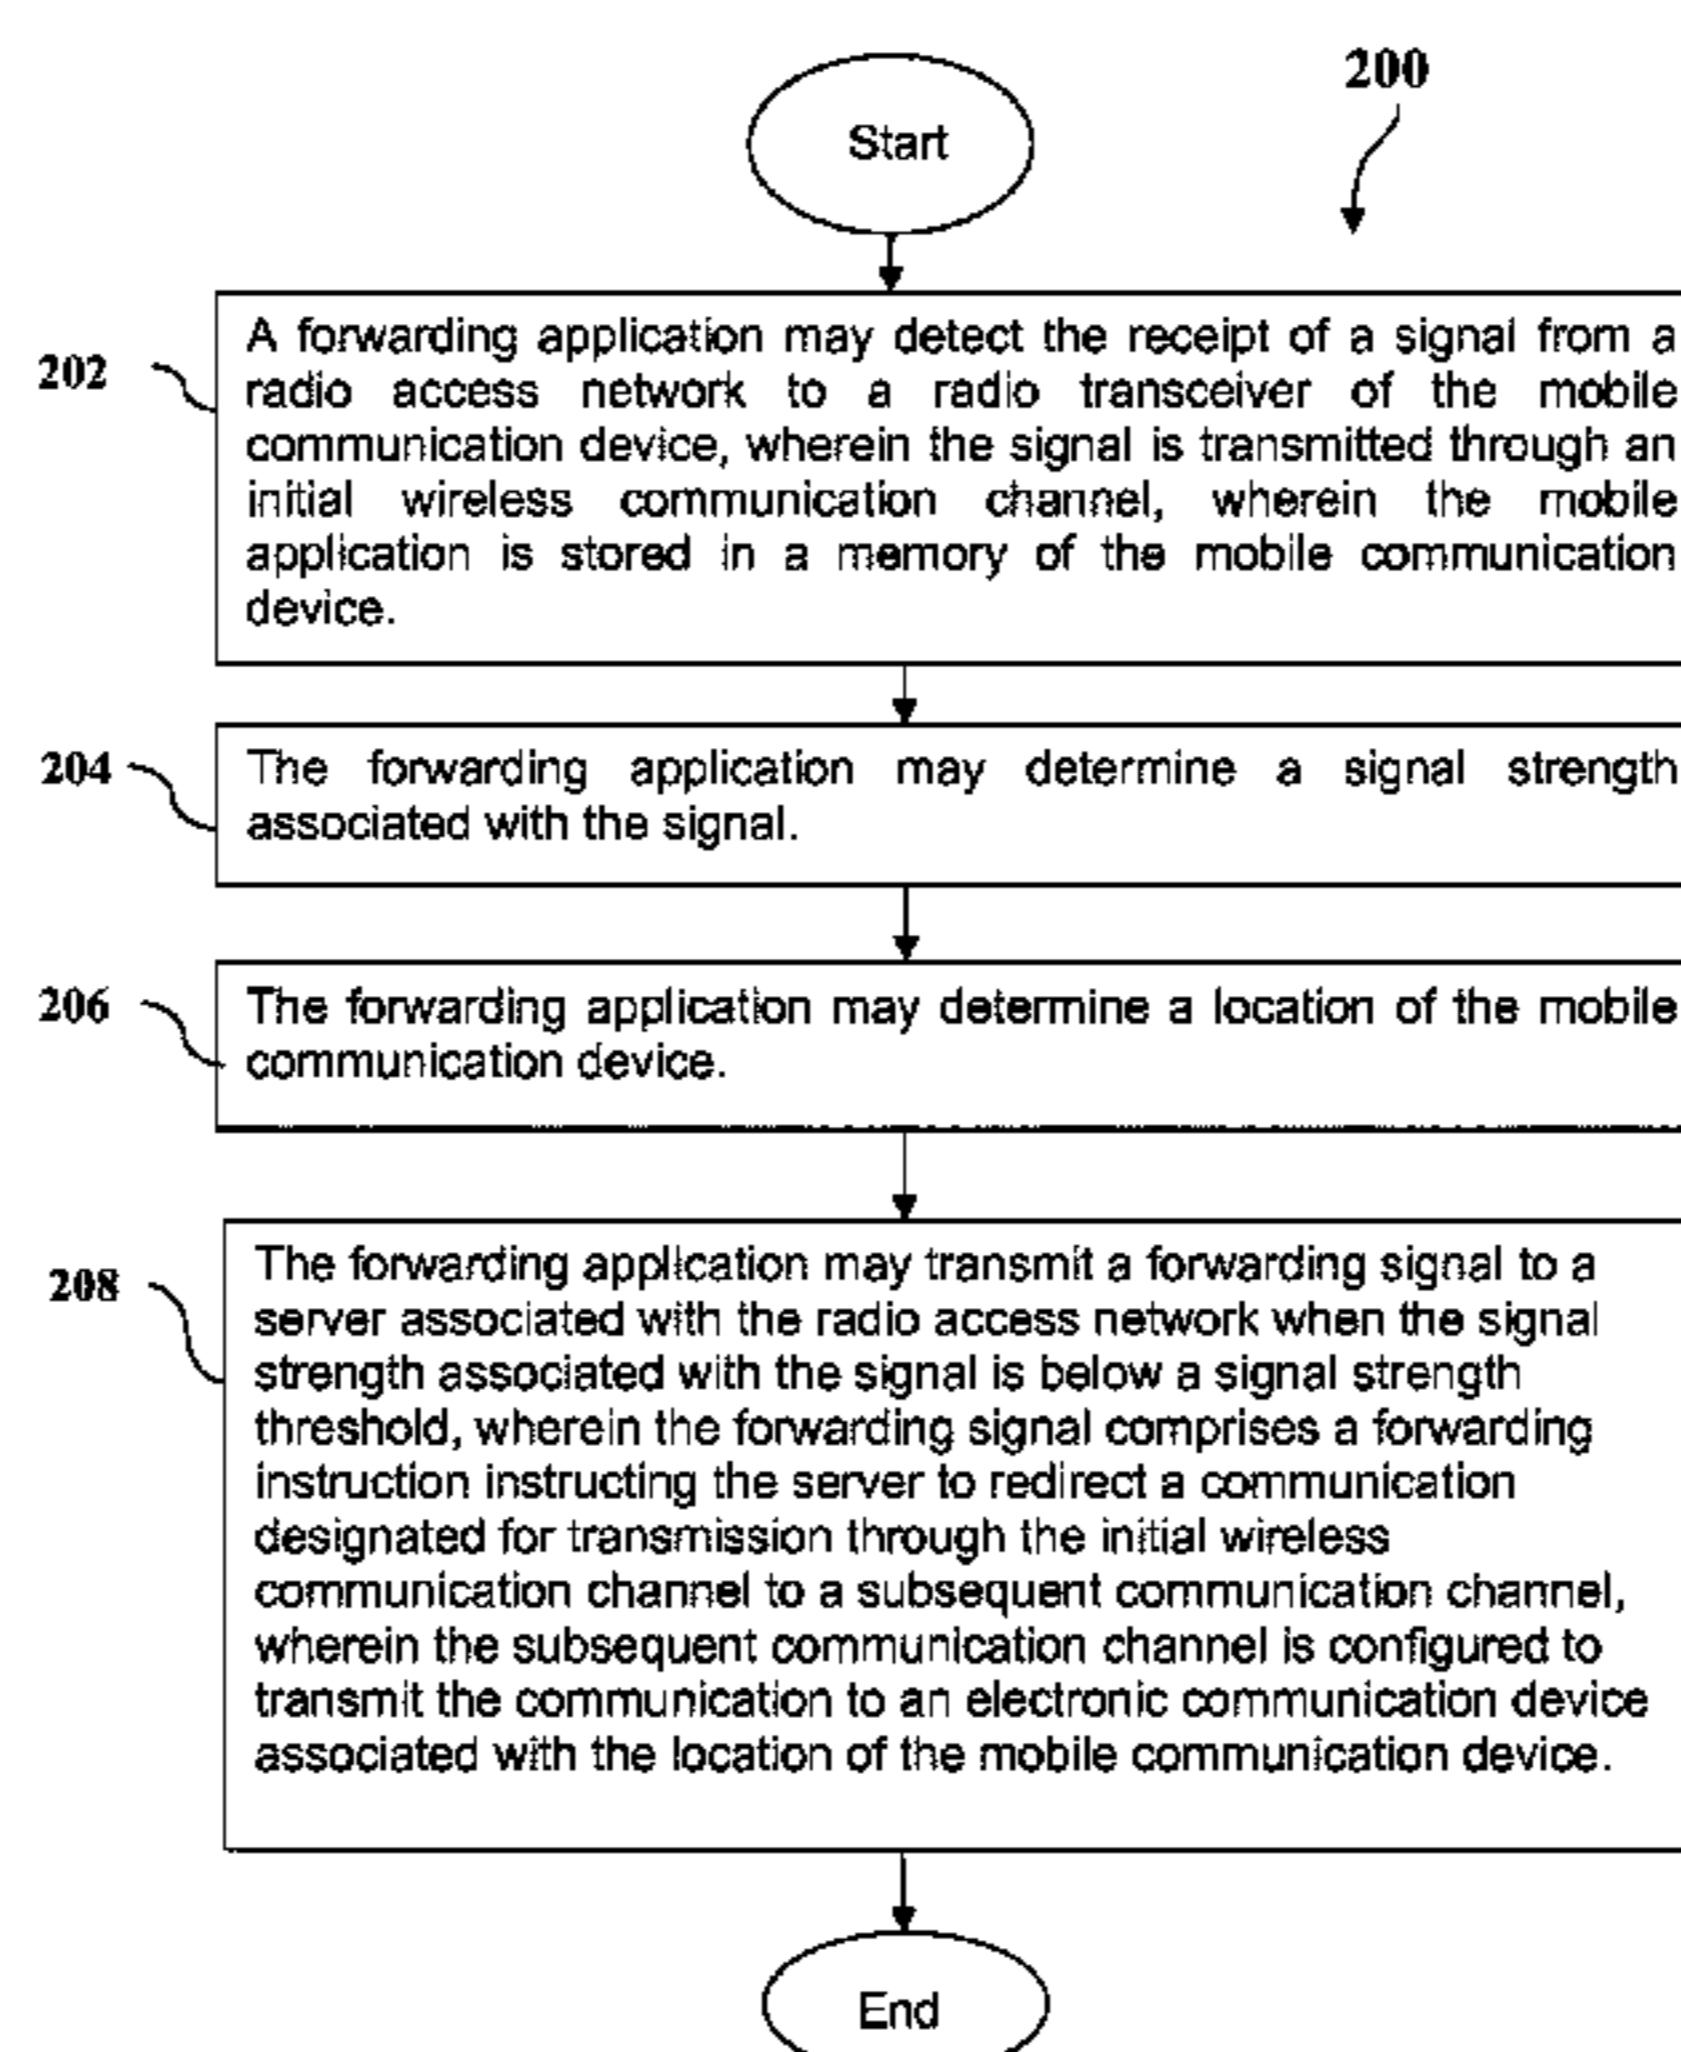 200
Start
202
A forwarding application may detect the receipt of a signal from a
radio access network to a radio transceiver of the mobile
communication device, wherein the signal is transmitted through an
initial wireless communication channel, wherein the mobile
application is stored in a memory of the mobile communication
device.
204
The forwarding application may determine a signal strength
associated with the signal.
206
The forwarding application may determine a location of the mobile
communication device.
208
The forwarding application may transmit a forwarding signal to a
server associated with the radio access network when the signal
strength associated with the signal is below a signal strength
threshold, wherein the forwarding signal comprises a forwarding
instruction instructing the server to redirect a communication
designated for transmission through the initial wireless
communication channel to a subsequent communication channel,
wherein the subsequent communication channel is configured to
transmit the communication to an electronic communication device
associated with the location of the mobile communication device.
End